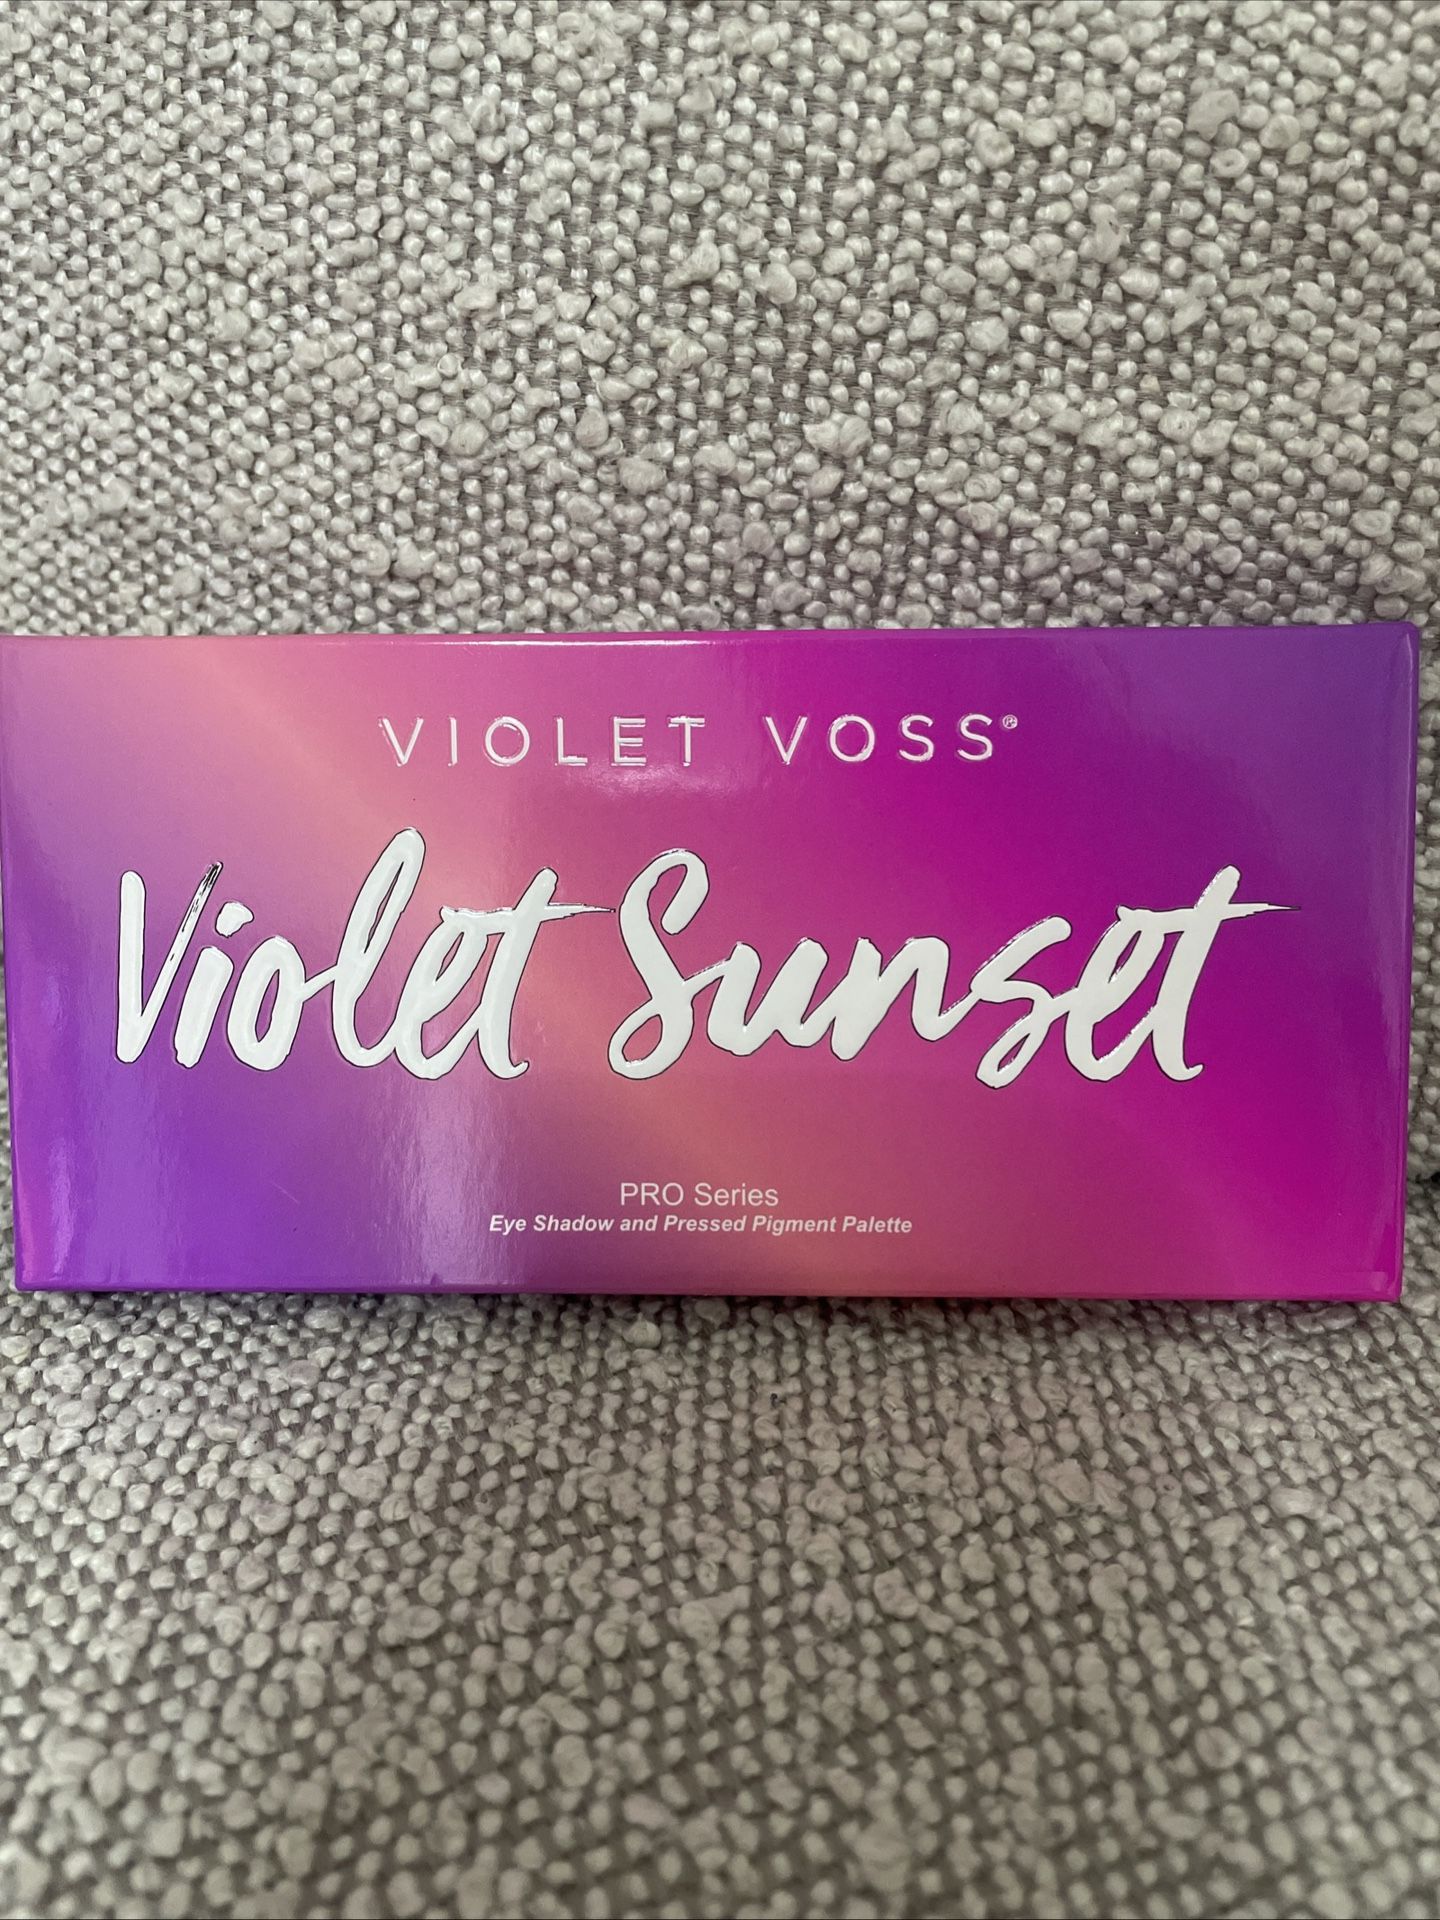 VIOLET VOSS®
Violet Sunset
PRO Series
Eye Shadow and Pressed Pigment Palette